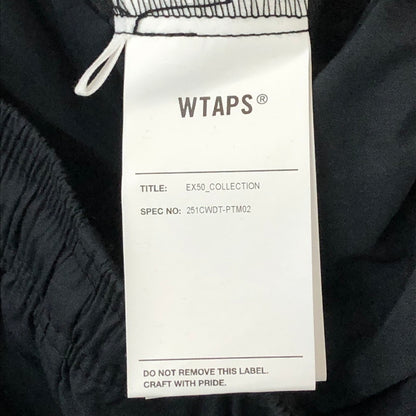 WTAPS®
TITLE: EX50_COLLECTION
SPEC NO: 251CWDT-PTM02
DO NOT REMOVE THIS LABEL.
CRAFT WITH PRIDE.